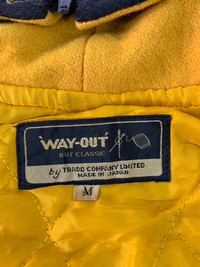 'WAY-OUT'
BUT CLASSIC
by TRADD COMPANY LIMITED
MADE IN JAPAN
M